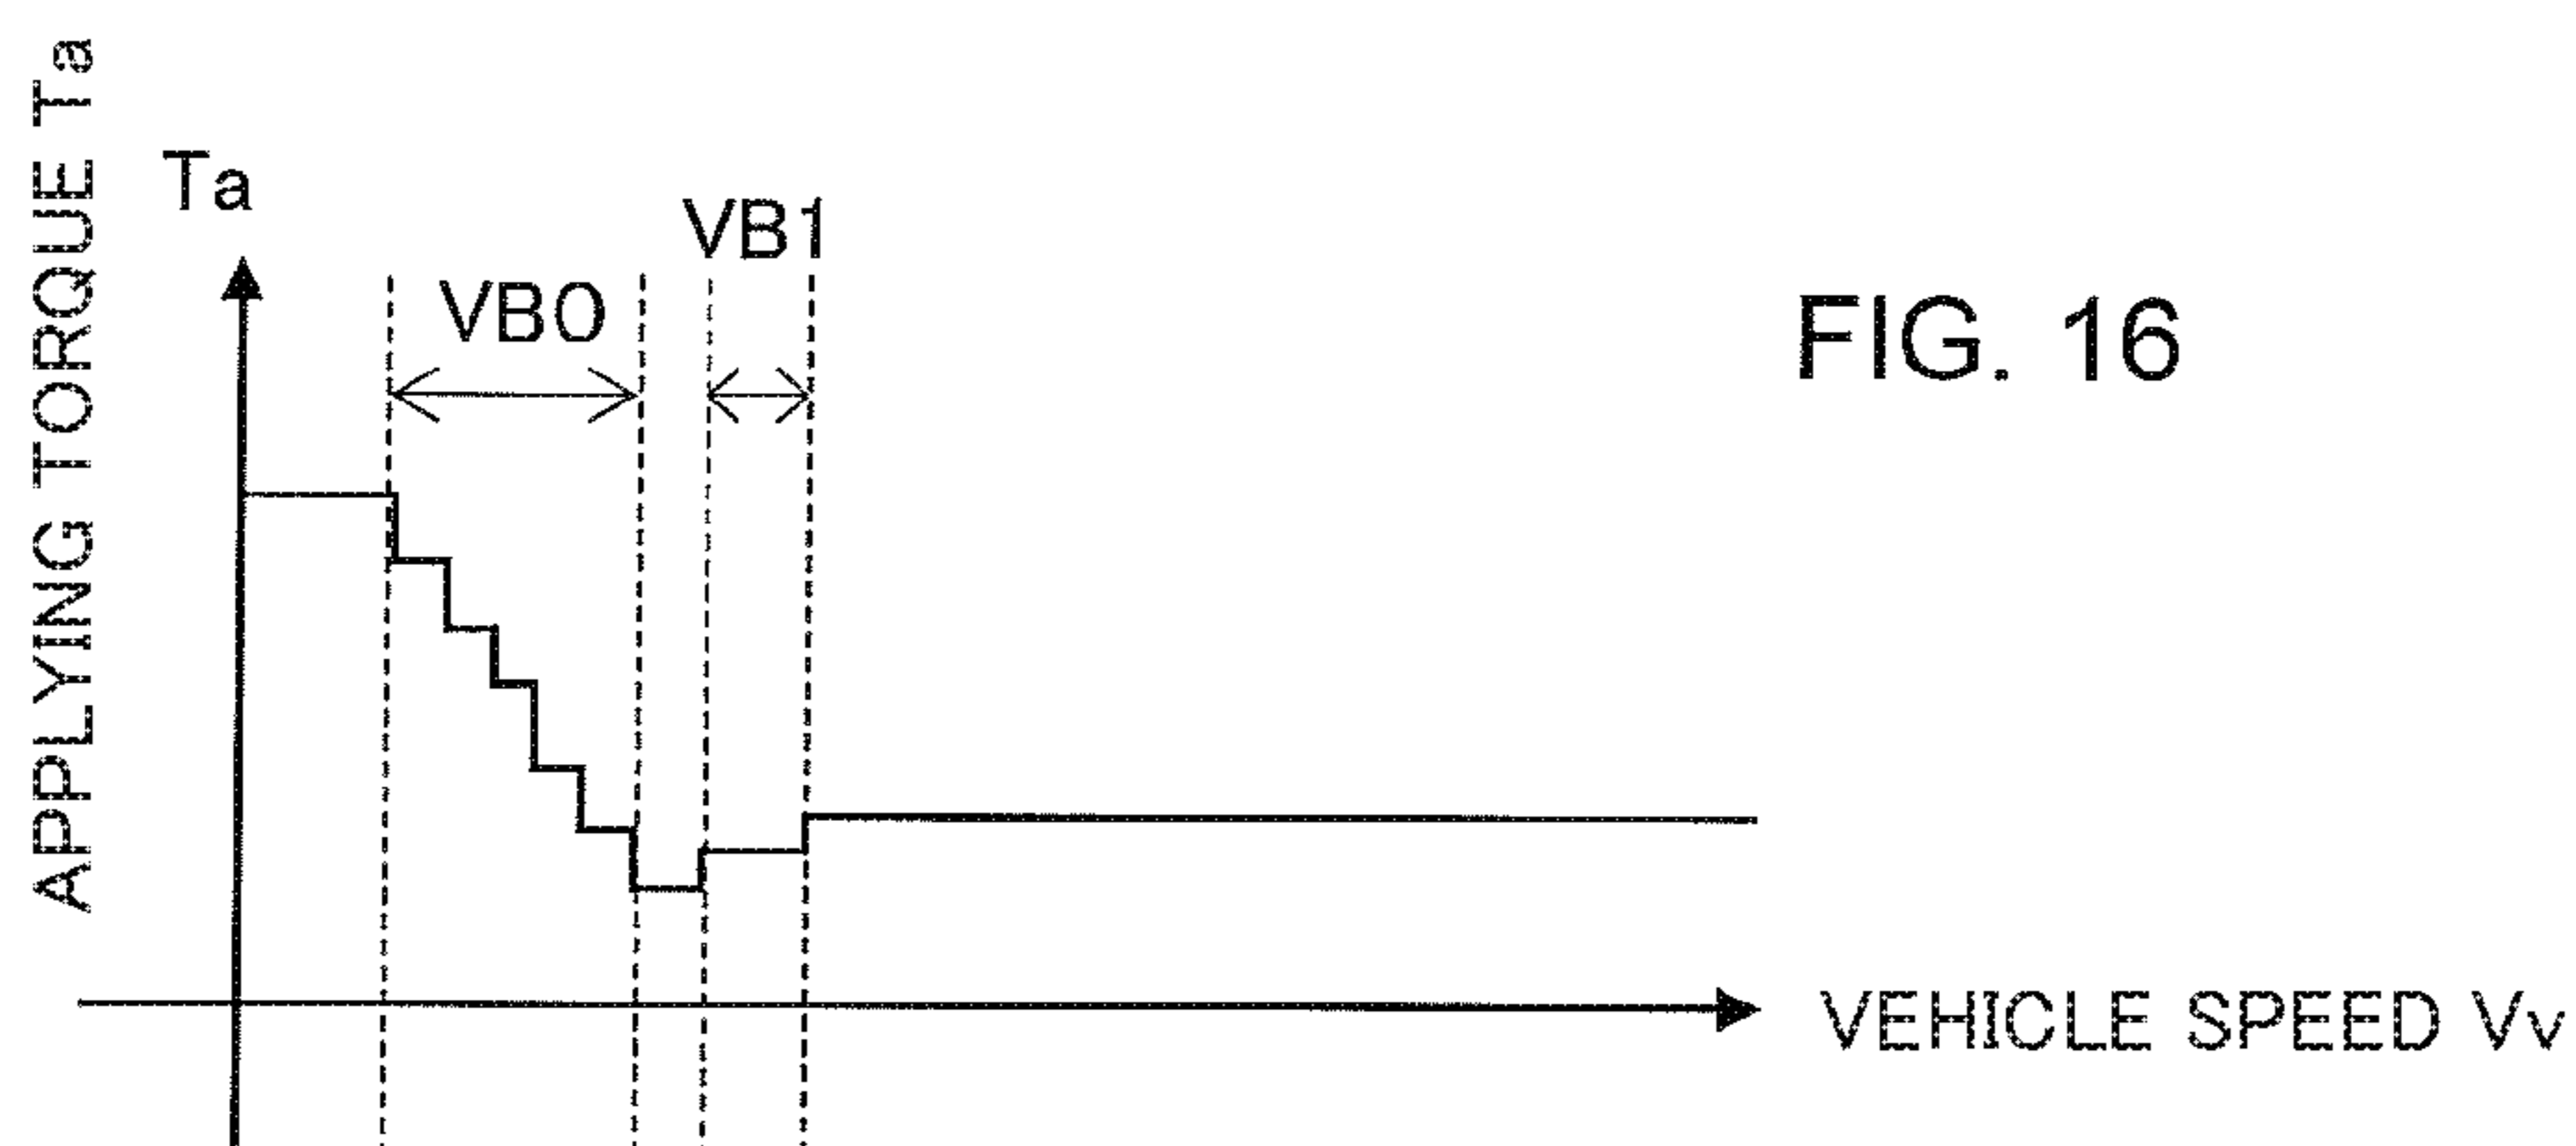 APPLYING TORQUE Ta
Ta
VB1
VB0
FIG. 16
VEHICLE SPEED Vv